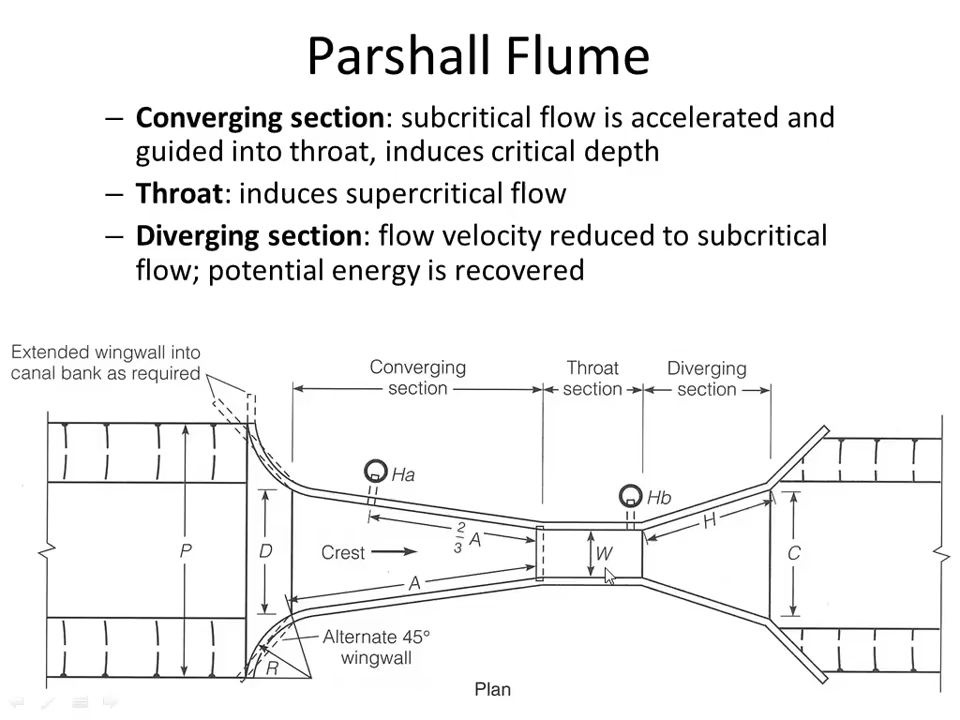 Parshall Flume
– Converging section: subcritical flow is accelerated and
guided into throat, induces critical depth
– Throat: induces supercritical flow
– Diverging section: flow velocity reduced to subcritical
flow; potential energy is recovered
Extended wingwall into
canal bank as required
Converging
section
Throat
section
Diverging
section
Ha
Hb
P
D
2/3 A
Crest
W
H
C
A
Alternate 45°
wingwall
R
Plan